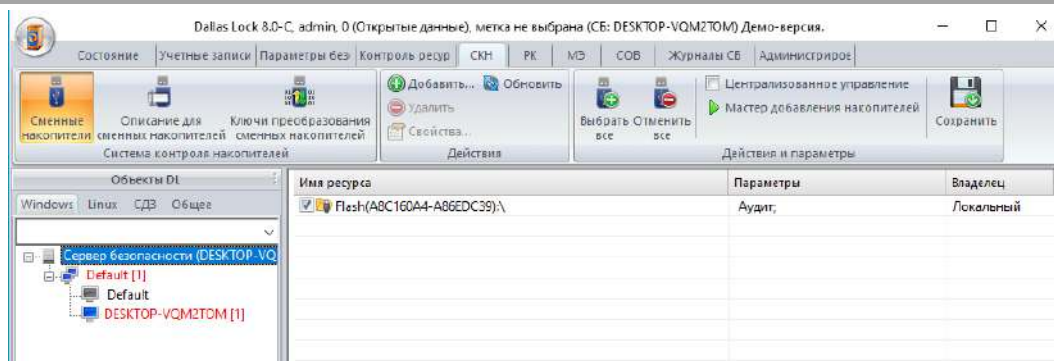 Dallas Lock 8.0-C, admin, 0 (Открытые данные), метка не выбрана (СБ: DESKTOP-VQM2TOM) Демо-версия.
Состояние Учетные записи Параметры без Контроль ресур СКН РК МЭ СОВ Журналы СБ Администриров
Сменные накопители
Описание для сменных накопителей
Ключи преобразования сменных накопителей
Система контроля накопителей
Добавить... Обновить
Удалить
Свойства...
Действия
Выбрать все
Отменить все
Централизованное управление
Мастер добавления накопителей
Действия и параметры
Сохранить
Объекты DL
Windows Linux СДЗ Общее
Сервер безопасности (DESKTOP-VQ
Default [1]
Default
DESKTOP-VQM2TOM [1]
Имя ресурса Параметры Владелец
Flash(A8C160A4-A86EDC39):\ Аудит; Локальный